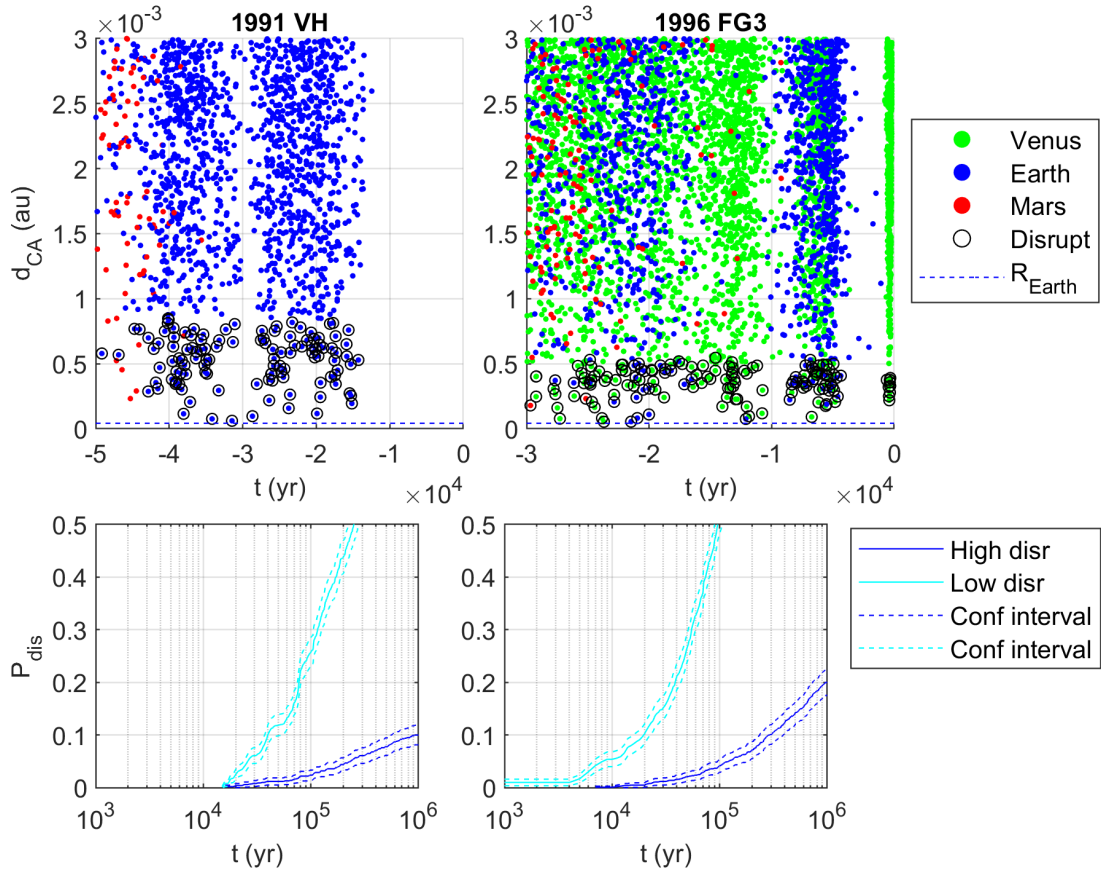 ×10⁻³ 1991 VH
3
2.5
2
1.5
1
0.5
0
d_CA (au)
-5 -4 -3 -2 -1 0
t (yr) ×10⁴
×10⁻³ 1996 FG3
3
2.5
2
1.5
1
0.5
0
-3 -2 -1 0
t (yr) ×10⁴
Venus
Earth
Mars
Disrupt
R_Earth
0.5
0.4
0.3
0.2
0.1
0
P_dis
10³ 10⁴ 10⁵ 10⁶
t (yr)
0.5
0.4
0.3
0.2
0.1
0
10³ 10⁴ 10⁵ 10⁶
t (yr)
High disr
Low disr
Conf interval
Conf interval